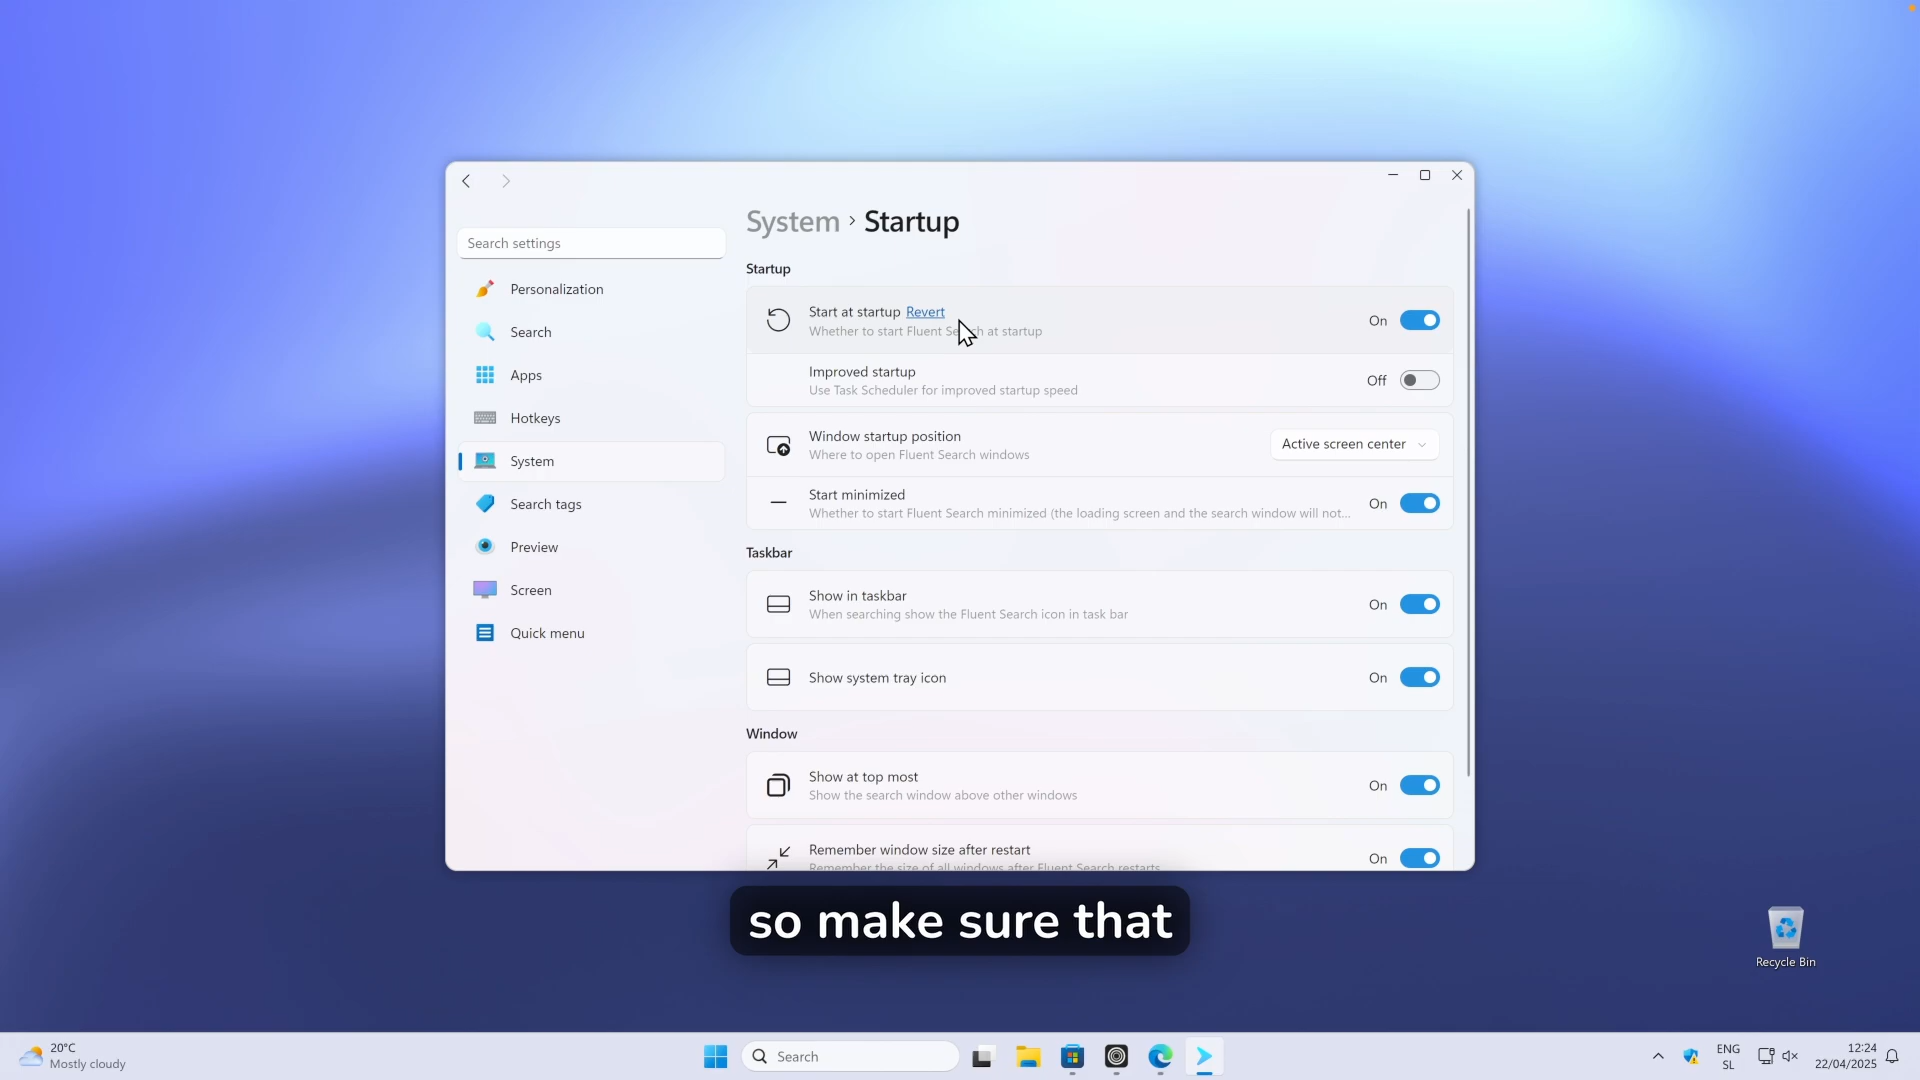 System › Startup
Search settings
Personalization
Search
Apps
Hotkeys
System
Search tags
Preview
Screen
Quick menu
Startup
Start at startup Revert
Whether to start Fluent Search at startup
On
Improved startup
Use Task Scheduler for improved startup speed
Off
Window startup position
Where to open Fluent Search windows
Active screen center
Start minimized
Whether to start Fluent Search minimized (the loading screen and the search window will not...
On
Taskbar
Show in taskbar
When searching show the Fluent Search icon in task bar
On
Show system tray icon
On
Window
Show at top most
Show the search window above other windows
On
Remember window size after restart
Remember the size of all windows after Fluent Search restarts
On
so make sure that
Recycle Bin
20°C
Mostly cloudy
Search
ENG
SL
12:24
22/04/2025